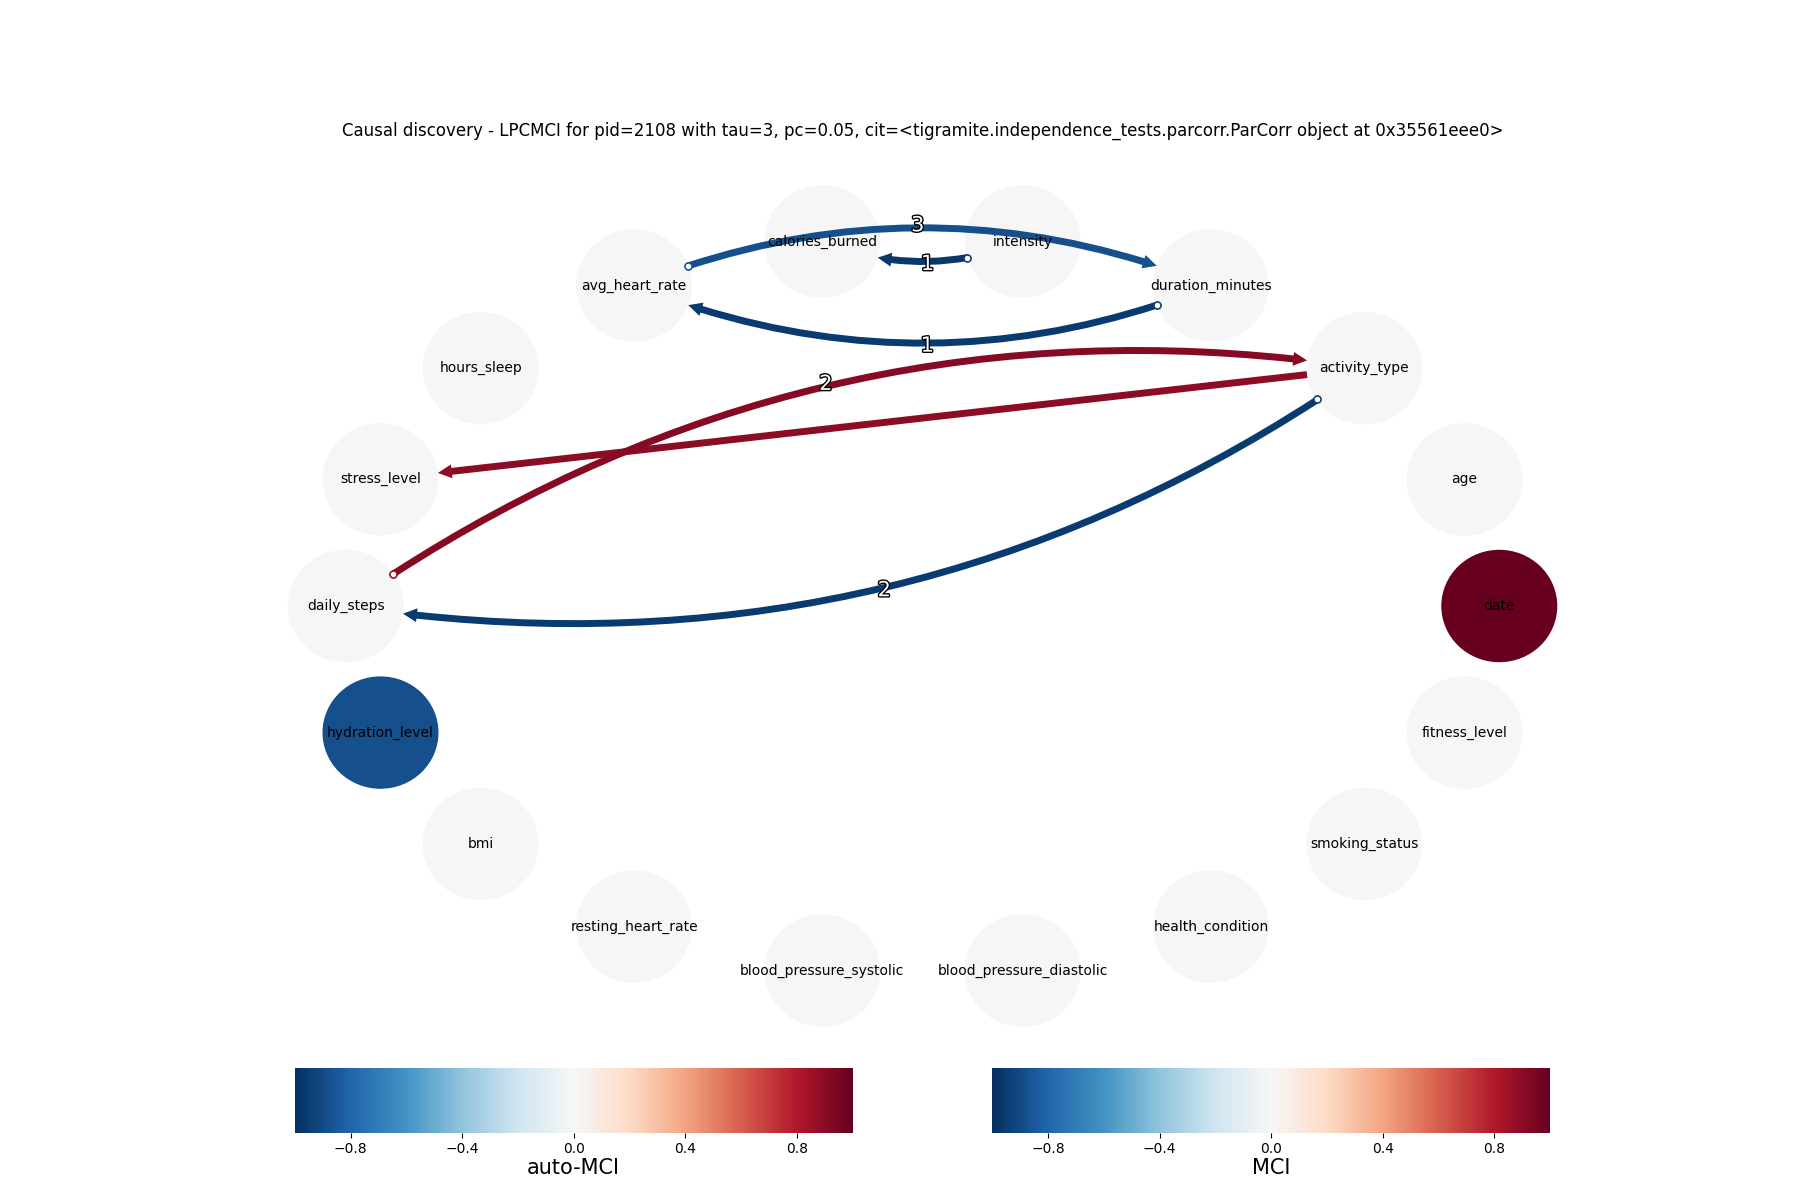 Causal discovery - LPCMCI for pid=2108 with tau=3, pc=0.05, cit=<tigramite.independence_tests.parcorr.ParCorr object at 0x35561eee0>
3
calories_burned
intensity
1
avg_heart_rate
duration_minutes
1
hours_sleep
activity_type
2
stress_level
age
2
daily_steps
date
hydration_level
fitness_level
bmi
smoking_status
resting_heart_rate
health_condition
blood_pressure_systolic
blood_pressure_diastolic
−0.8 −0.4 0.0 0.4 0.8
auto-MCI
−0.8 −0.4 0.0 0.4 0.8
MCI